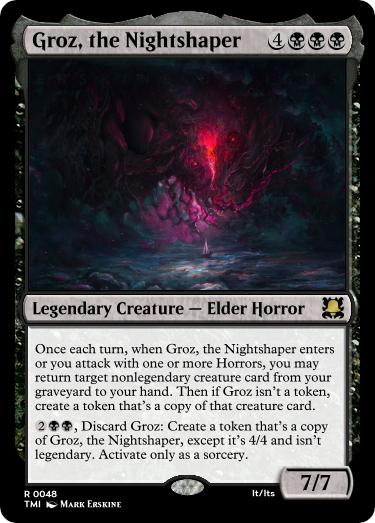 Groz, the Nightshaper 4
Legendary Creature — Elder Horror
Once each turn, when Groz, the Nightshaper enters
or you attack with one or more Horrors, you may
return target nonlegendary creature card from your
graveyard to your hand. Then if Groz isn't a token,
create a token that's a copy of that creature card.
2, Discard Groz: Create a token that's a copy
of Groz, the Nightshaper, except it's 4/4 and isn't
legendary. Activate only as a sorcery.
7/7
R 0048 It/Its
TMI Mark Erskine